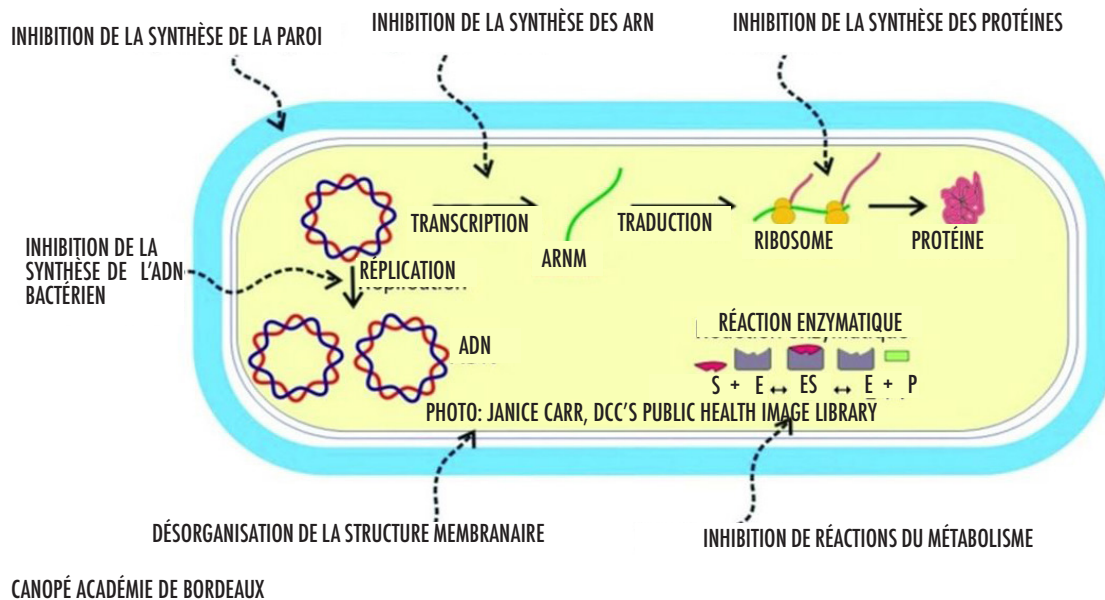 INHIBITION DE LA SYNTHÈSE DE LA PAROI
INHIBITION DE LA SYNTHÈSE DES ARN
INHIBITION DE LA SYNTHÈSE DES PROTÉINES
TRANSCRIPTION
ARNM
TRADUCTION
RIBOSOME
PROTÉINE
INHIBITION DE LA
SYNTHÈSE DE L'ADN
BACTÉRIEN
RÉPLICATION
ADN
RÉACTION ENZYMATIQUE
S + E ↔ ES ↔ E + P
PHOTO: JANICE CARR, DCC'S PUBLIC HEALTH IMAGE LIBRARY
DÉSORGANISATION DE LA STRUCTURE MEMBRANAIRE
INHIBITION DE RÉACTIONS DU MÉTABOLISME
CANOPÉ ACADÉMIE DE BORDEAUX